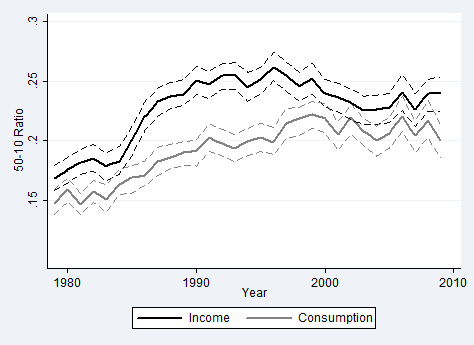 .3
.25
.2
.15
50-10 Ratio
1980 1990 2000 2010
Year
Income Consumption